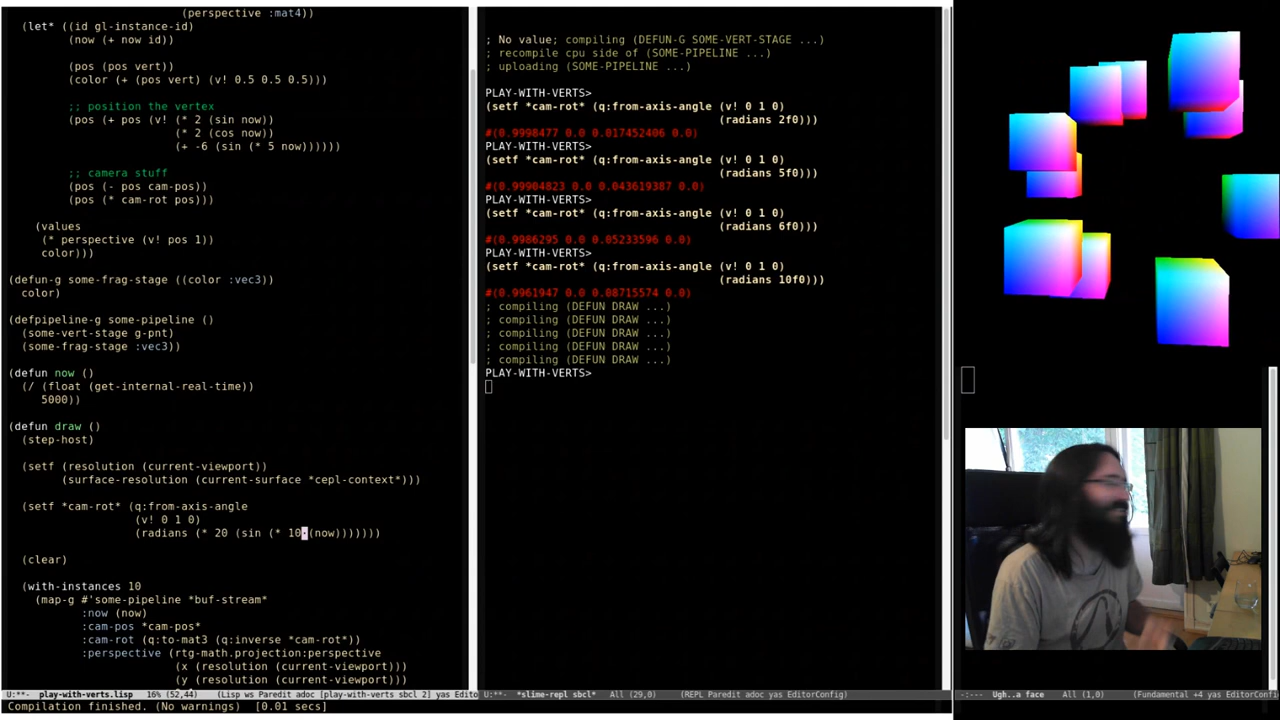 (perspective :mat4))
(let* ((id gl-instance-id)
(now (+ now id))
(pos (pos vert))
(color (+ (pos vert) (v! 0.5 0.5 0.5)))
;; position the vertex
(pos (+ pos (v! (* 2 (sin now))
(* 2 (cos now))
(+ -6 (sin (* 5 now))))))
;; camera stuff
(pos (- pos cam-pos))
(pos (* cam-rot pos)))
(values
(* perspective (v! pos 1))
color)))
(defun-g some-frag-stage ((color :vec3))
color)
(defpipeline-g some-pipeline ()
(some-vert-stage g-pnt)
(some-frag-stage :vec3))
(defun now ()
(/ (float (get-internal-real-time))
5000))
(defun draw ()
(step-host)
(setf (resolution (current-viewport))
(surface-resolution (current-surface *cepl-context*)))
(setf *cam-rot* (q:from-axis-angle
(v! 0 1 0)
(radians (* 20 (sin (* 10 (now)))))))
(clear)
(with-instances 10
(map-g #'some-pipeline *buf-stream*
:now (now)
:cam-pos *cam-pos*
:cam-rot (q:to-mat3 (q:inverse *cam-rot*))
:perspective (rtg-math.projection:perspective
(x (resolution (current-viewport)))
(y (resolution (current-viewport)))
U:**- play-with-verts.lisp 16% (52,44) (Lisp ws Paredit adoc [play-with-verts sbcl 2] yas Edito
Compilation finished. (No warnings) [0.01 secs]
; No value; compiling (DEFUN-G SOME-VERT-STAGE ...)
; recompile cpu side of (SOME-PIPELINE ...)
; uploading (SOME-PIPELINE ...)
PLAY-WITH-VERTS>
(setf *cam-rot* (q:from-axis-angle (v! 0 1 0)
(radians 2f0)))
#(0.9998477 0.0 0.017452406 0.0)
PLAY-WITH-VERTS>
(setf *cam-rot* (q:from-axis-angle (v! 0 1 0)
(radians 5f0)))
#(0.99904823 0.0 0.043619387 0.0)
PLAY-WITH-VERTS>
(setf *cam-rot* (q:from-axis-angle (v! 0 1 0)
(radians 6f0)))
#(0.9986295 0.0 0.05233596 0.0)
PLAY-WITH-VERTS>
(setf *cam-rot* (q:from-axis-angle (v! 0 1 0)
(radians 10f0)))
#(0.9961947 0.0 0.08715574 0.0)
; compiling (DEFUN DRAW ...)
; compiling (DEFUN DRAW ...)
; compiling (DEFUN DRAW ...)
; compiling (DEFUN DRAW ...)
; compiling (DEFUN DRAW ...)
PLAY-WITH-VERTS>
U:**- *slime-repl sbcl* All (29,0) (REPL Paredit adoc yas EditorConfig)
-:--- Ugh..a face All (1,0) (Fundamental +4 yas EditorConfi